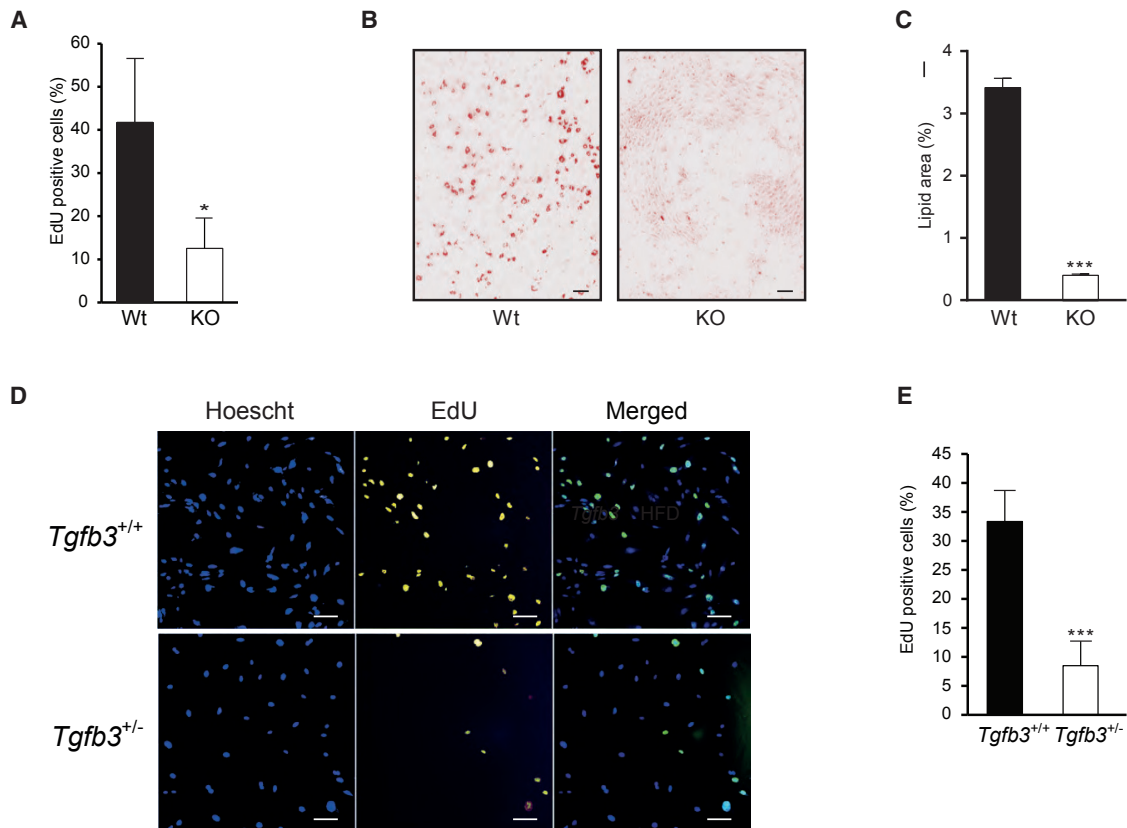 A
EdU positive cells (%)
60
50
40
30
20
10
0
*
Wt
KO
B
Wt
KO
C
Lipid area (%)
4
3
2
1
0
***
Wt
KO
D
Hoescht
EdU
Merged
Tgfb3+/+
Tgfb3 HFD
Tgfb3+/-
E
EdU positive cells (%)
45
40
35
30
25
20
15
10
5
0
***
Tgfb3+/+ Tgfb3+/-